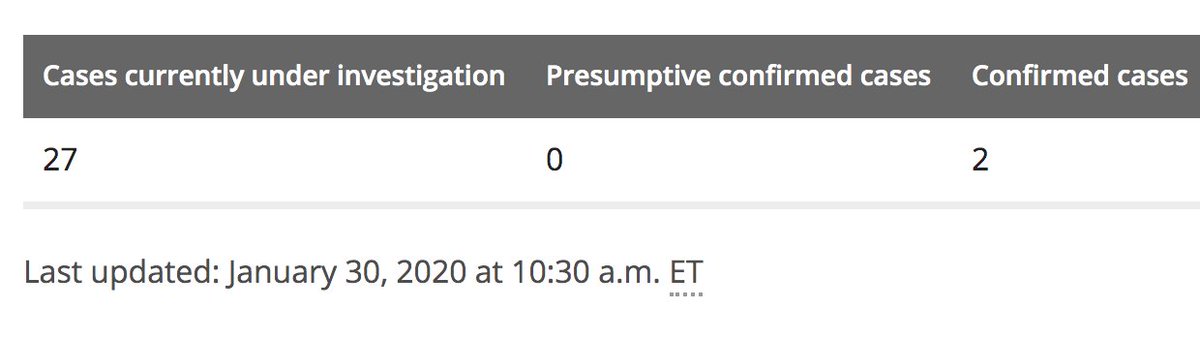 Cases currently under investigation Presumptive confirmed cases Confirmed cases
27 0 2
Last updated: January 30, 2020 at 10:30 a.m. ET